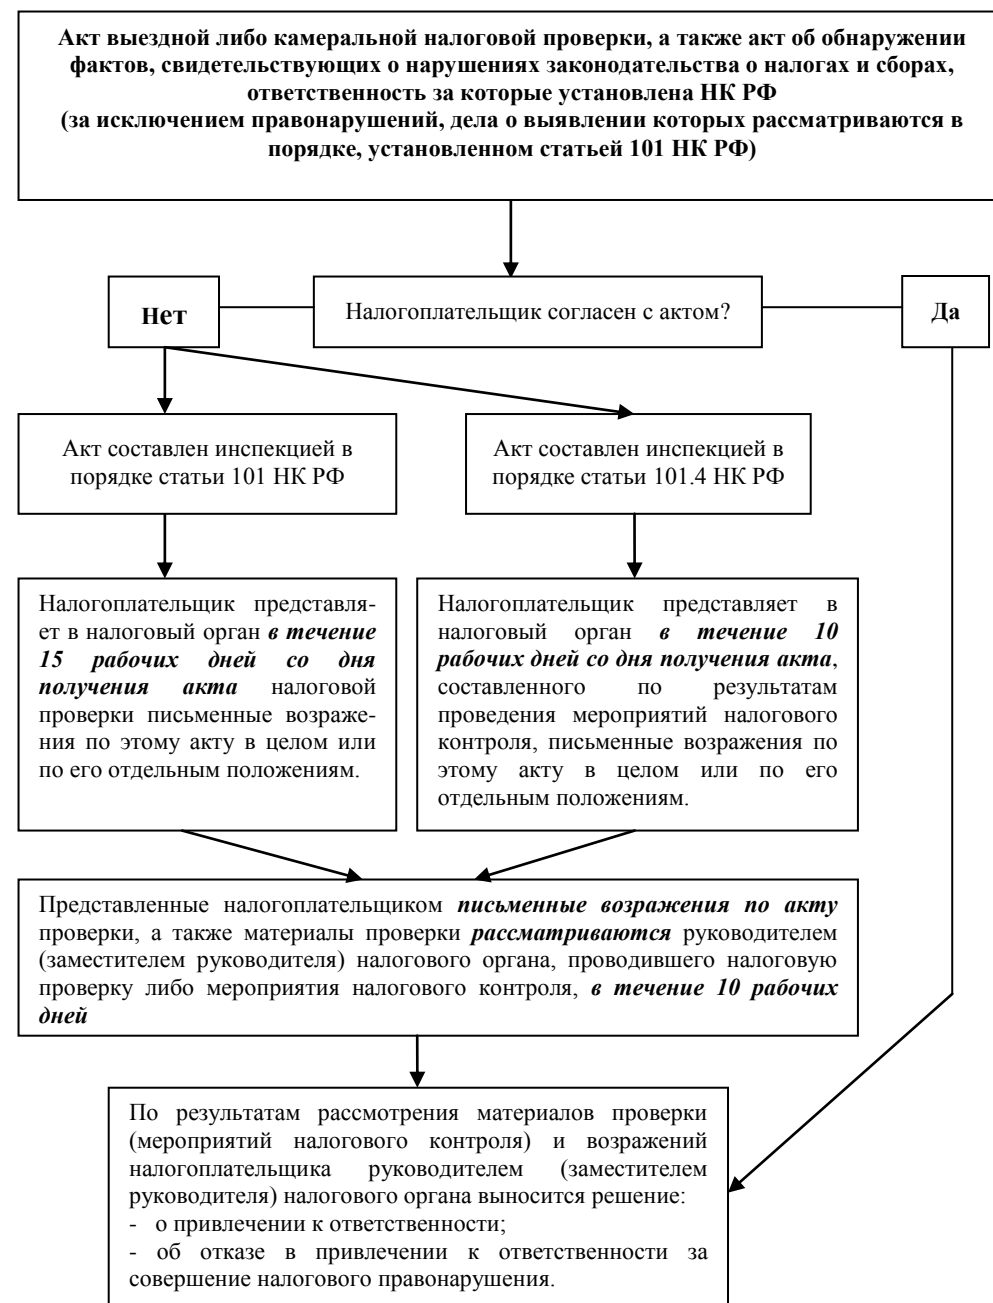 Акт выездной либо камеральной налоговой проверки, а также акт об обнаружении
фактов, свидетельствующих о нарушениях законодательства о налогах и сборах,
ответственность за которые установлена НК РФ
(за исключением правонарушений, дела о выявлении которых рассматриваются в
порядке, установленном статьей 101 НК РФ)
Нет
Налогоплательщик согласен с актом?
Да
Акт составлен инспекцией в
порядке статьи 101 НК РФ
Акт составлен инспекцией в
порядке статьи 101.4 НК РФ
Налогоплательщик представля-
ет в налоговый орган в течение
15 рабочих дней со дня
получения акта налоговой
проверки письменные возраже-
ния по этому акту в целом или
по его отдельным положениям.
Налогоплательщик представляет в
налоговый орган в течение 10
рабочих дней со дня получения акта,
составленного по результатам
проведения мероприятий налогового
контроля, письменные возражения по
этому акту в целом или по его
отдельным положениям.
Представленные налогоплательщиком письменные возражения по акту
проверки, а также материалы проверки рассматриваются руководителем
(заместителем руководителя) налогового органа, проводившего налоговую
проверку либо мероприятия налогового контроля, в течение 10 рабочих
дней
По результатам рассмотрения материалов проверки
(мероприятий налогового контроля) и возражений
налогоплательщика руководителем (заместителем
руководителя) налогового органа выносится решение:
- о привлечении к ответственности;
- об отказе в привлечении к ответственности за
совершение налогового правонарушения.